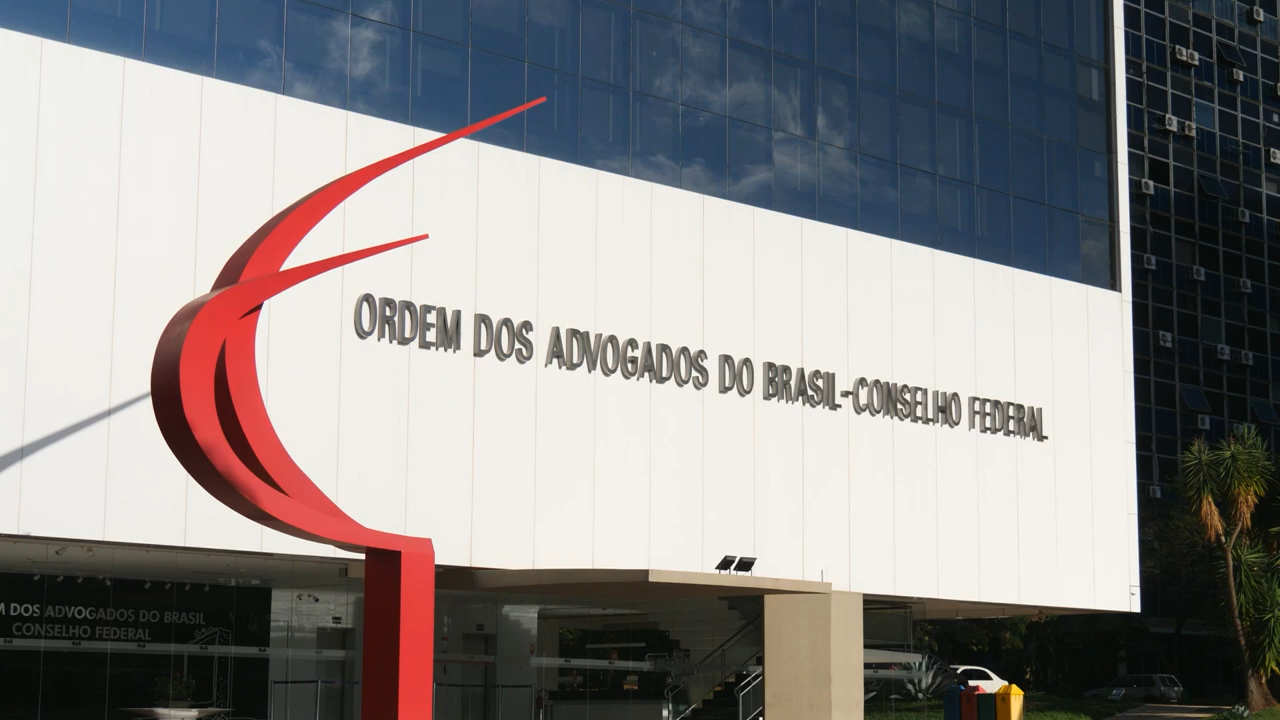 ORDEM DOS ADVOGADOS DO BRASIL-CONSELHO FEDERAL
M DOS ADVOGADOS DO BRASIL
CONSELHO FEDERAL